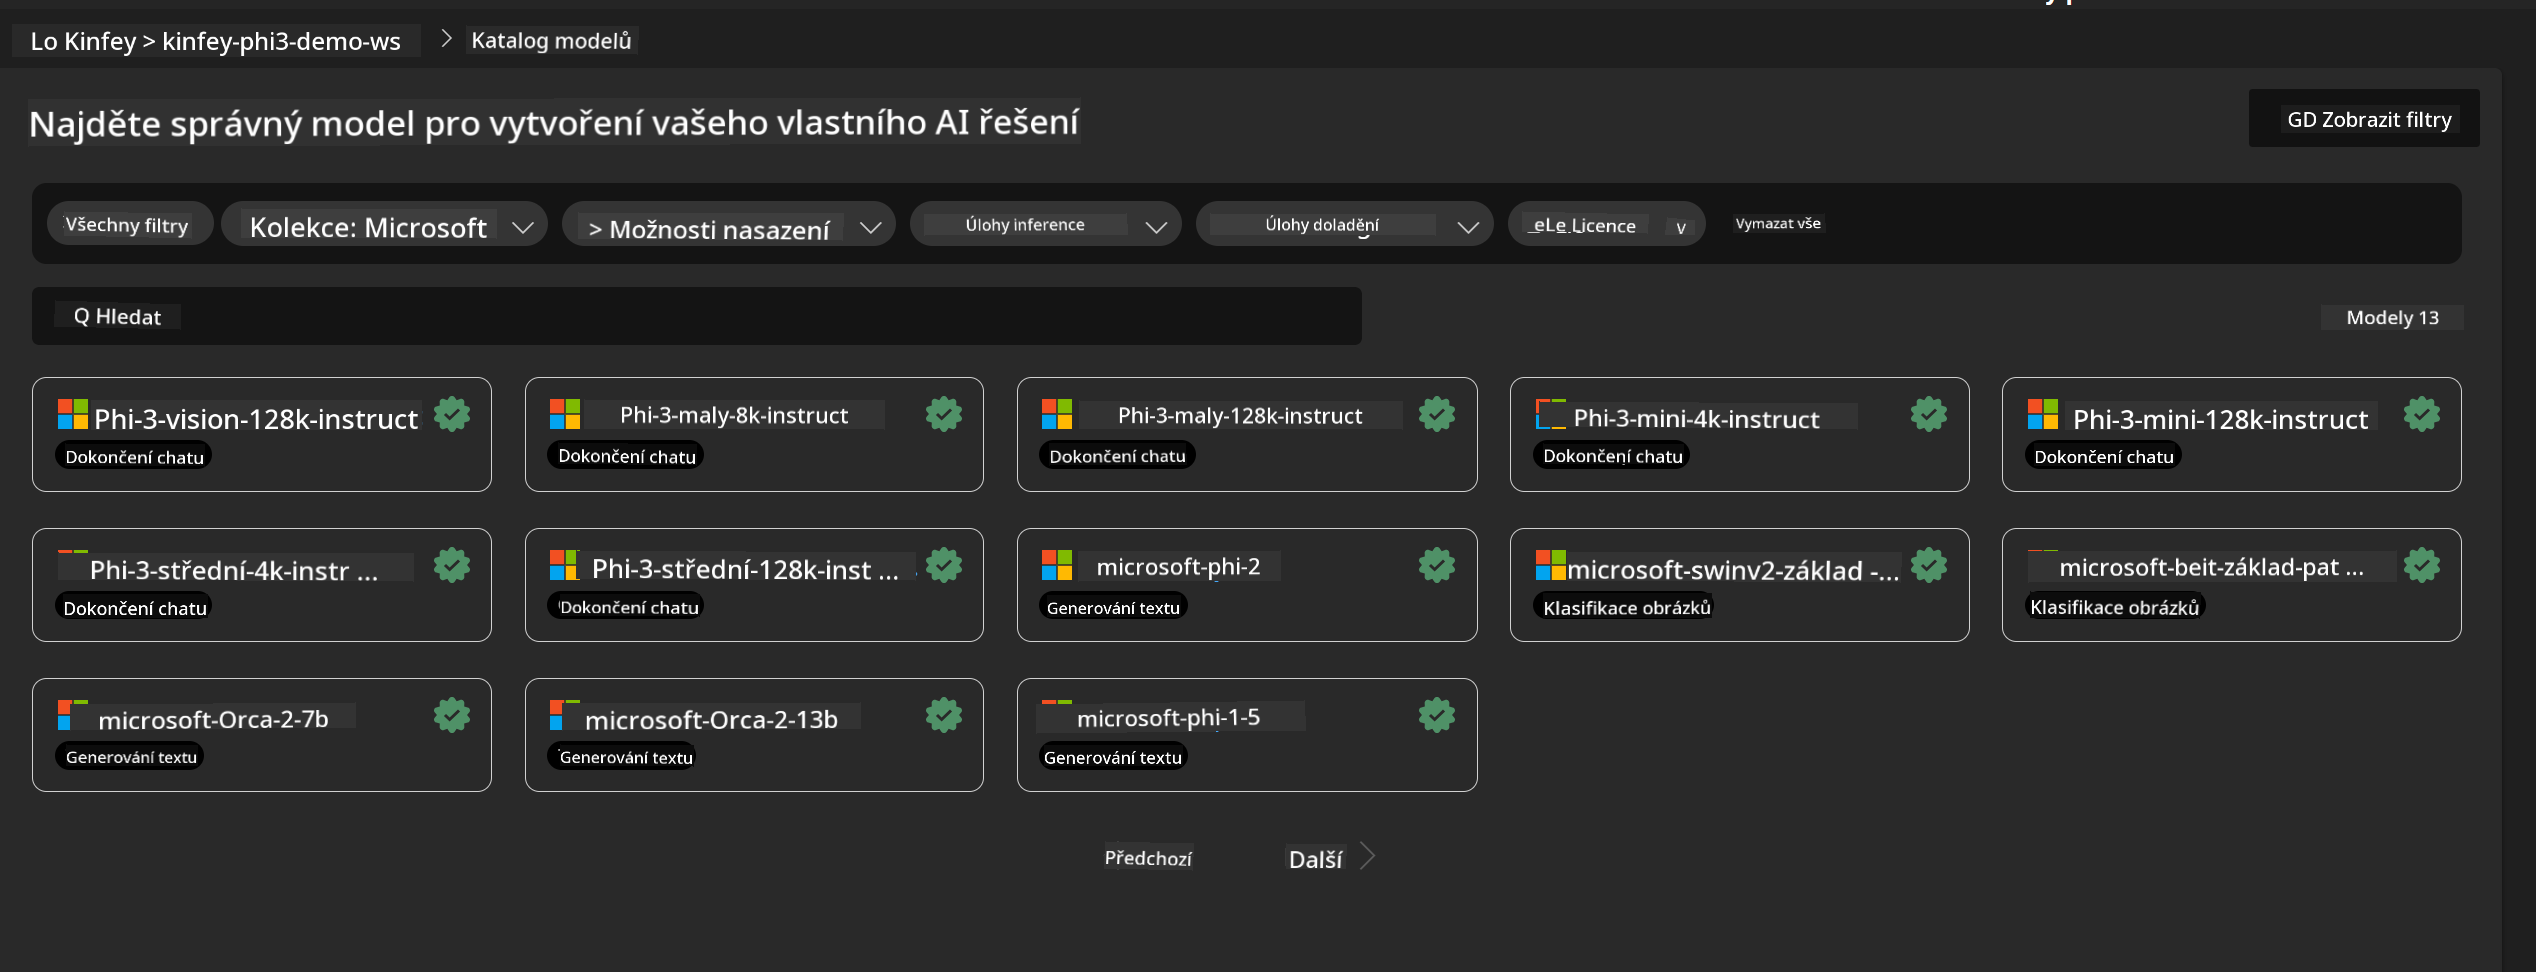 Lo Kinfey > kinfey-phi3-demo-ws > Katalog modelů
Najděte správný model pro vytvoření vašeho vlastního AI řešení
GD Zobrazit filtry
Všechny filtry
Kolekce: Microsoft
> Možnosti nasazení
Úlohy inference
Úlohy doladění
eLe Licence v
Vymazat vše
Q Hledat
Modely 13
Phi-3-vision-128k-instruct
Dokončení chatu
Phi-3-maly-8k-instruct
Dokončení chatu
Phi-3-maly-128k-instruct
Dokončení chatu
Phi-3-mini-4k-instruct
Dokončení chatu
Phi-3-mini-128k-instruct
Dokončení chatu
Phi-3-střední-4k-instr ...
Dokončení chatu
Phi-3-střední-128k-inst ...
Dokončení chatu
microsoft-phi-2
Generování textu
microsoft-swinv2-základ -...
Klasifikace obrázků
microsoft-beit-základ-pat ...
Klasifikace obrázků
microsoft-Orca-2-7b
Generování textu
microsoft-Orca-2-13b
Generování textu
microsoft-phi-1-5
Generování textu
Předchozí
Další